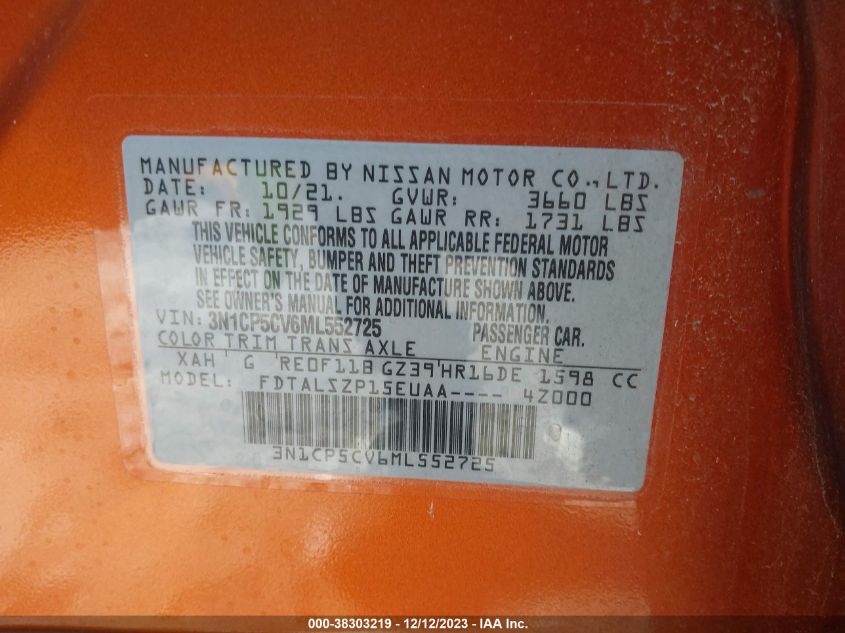 MANUFACTURED BY NISSAN MOTOR CO., LTD.
DATE: 10/21. GVWR: 3660 LBS
GAWR FR: 1929 LBS GAWR RR: 1731 LBS
THIS VEHICLE CONFORMS TO ALL APPLICABLE FEDERAL MOTOR
VEHICLE SAFETY, BUMPER AND THEFT PREVENTION STANDARDS
IN EFFECT ON THE DATE OF MANUFACTURE SHOWN ABOVE.
SEE OWNER'S MANUAL FOR ADDITIONAL INFORMATION.
VIN: 3N1CP5CV6ML552725 PASSENGER CAR.
COLOR TRIM TRANS AXLE ENGINE
XAH G RE0F11B GZ39 HR16DE 1598 CC
MODEL: FDTALSZP15EUAA---- 4Z000
3N1CP5CV6ML552725
000-38303219 - 12/12/2023 - IAA Inc.